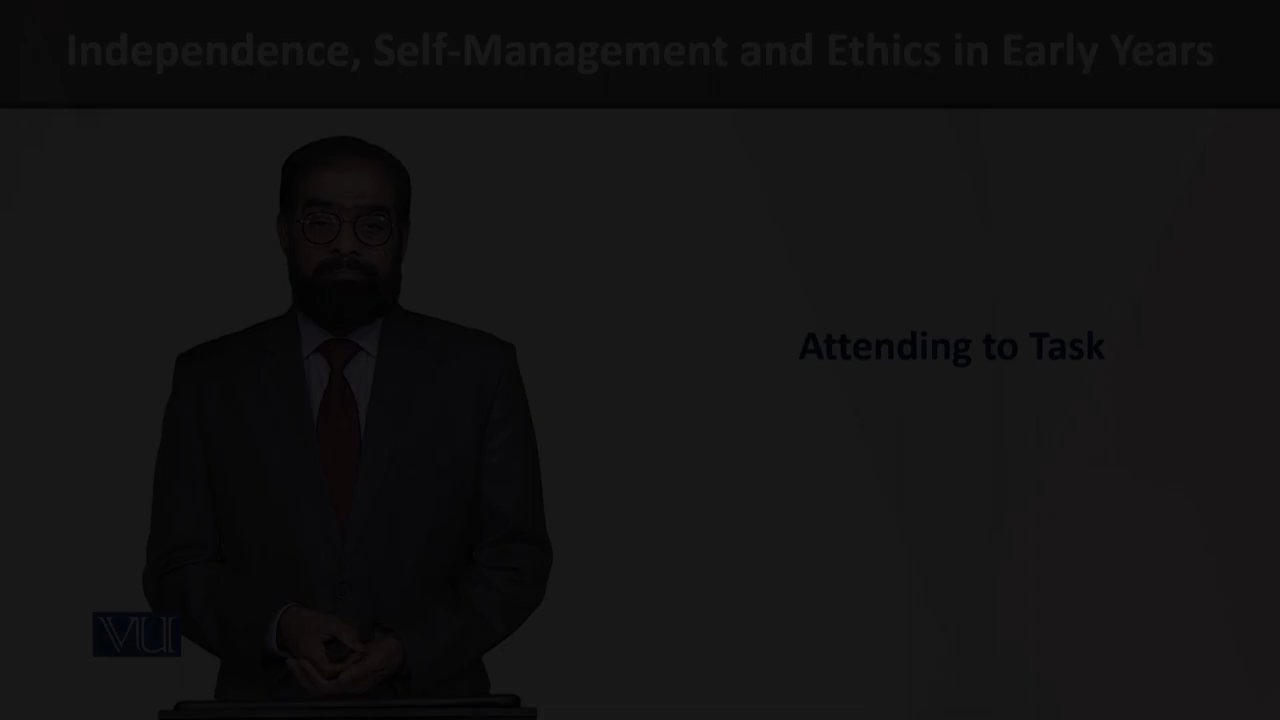 Independence, Self-Management and Ethics in Early Years
Attending to Task
VU